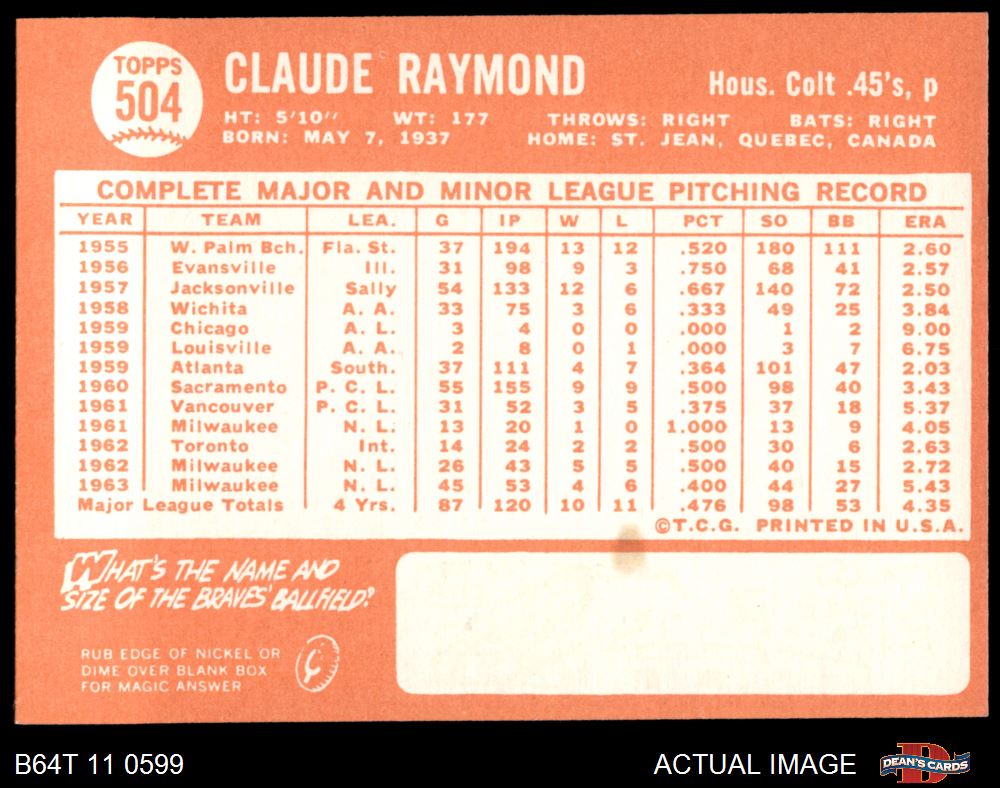 TOPPS
504
CLAUDE RAYMOND
Hous. Colt .45's, p
HT: 5'10'' WT: 177 THROWS: RIGHT BATS: RIGHT
BORN: MAY 7, 1937 HOME: ST. JEAN, QUEBEC, CANADA
COMPLETE MAJOR AND MINOR LEAGUE PITCHING RECORD
YEAR TEAM LEA. G IP W L PCT SO BB ERA
1955 W. Palm Bch. Fla. St. 37 194 13 12 .520 180 111 2.60
1956 Evansville Ill. 31 98 9 3 .750 68 41 2.57
1957 Jacksonville Sally 54 133 12 6 .667 140 72 2.50
1958 Wichita A. A. 33 75 3 6 .333 49 25 3.84
1959 Chicago A. L. 3 4 0 0 .000 1 2 9.00
1959 Louisville A. A. 2 8 0 1 .000 3 7 6.75
1959 Atlanta South. 37 111 4 7 .364 101 47 2.03
1960 Sacramento P. C. L. 55 155 9 9 .500 98 40 3.43
1961 Vancouver P. C. L. 31 52 3 5 .375 37 18 5.37
1961 Milwaukee N. L. 13 20 1 0 1.000 13 9 4.05
1962 Toronto Int. 14 24 2 2 .500 30 6 2.63
1962 Milwaukee N. L. 26 43 5 5 .500 40 15 2.72
1963 Milwaukee N. L. 45 53 4 6 .400 44 27 5.43
Major League Totals 4 Yrs. 87 120 10 11 .476 98 53 4.35
©T.C.G. PRINTED IN U.S.A.
WHAT'S THE NAME AND
SIZE OF THE BRAVES' BALLFIELD?
RUB EDGE OF NICKEL OR
DIME OVER BLANK BOX
FOR MAGIC ANSWER
B64T 11 0599
ACTUAL IMAGE
D
DEAN'S CARDS